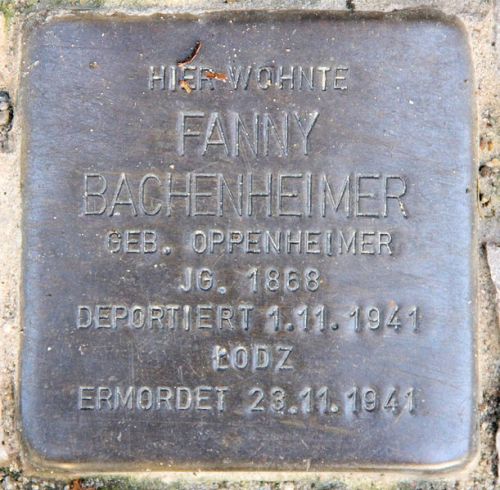 HIER WOHNTE
FANNY
BACHENHEIMER
GEB. OPPENHEIMER
JG. 1868
DEPORTIERT 1.11.1941
ŁODZ
ERMORDET 23.11.1941